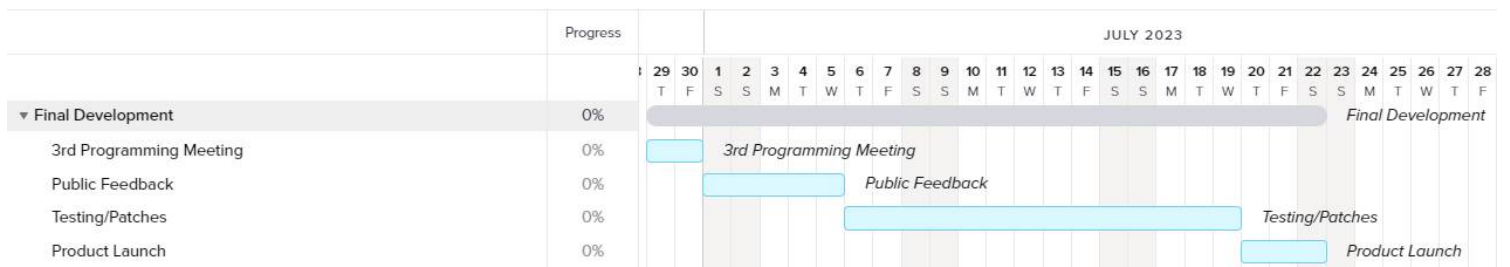 Progress
JULY 2023
29 30 1 2 3 4 5 6 7 8 9 10 11 12 13 14 15 16 17 18 19 20 21 22 23 24 25 26 27 28
T F S S M T W T F S S M T W T F S S M T W T F S S M T W T F
Final Development 0% Final Development
3rd Programming Meeting 0% 3rd Programming Meeting
Public Feedback 0% Public Feedback
Testing/Patches 0% Testing/Patches
Product Launch 0% Product Launch